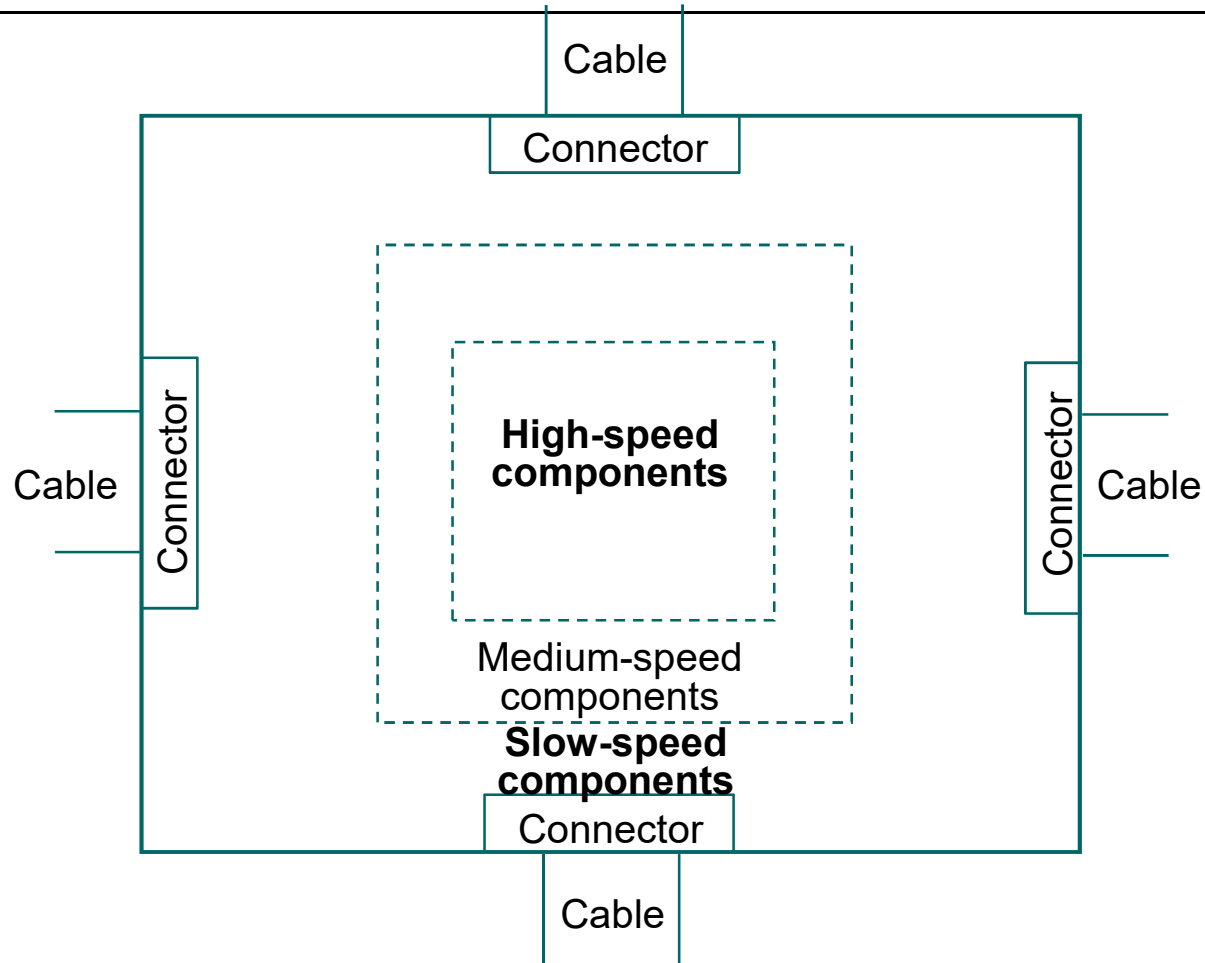 Cable
Connector
High-speed
components
Connector
Cable
Connector
Cable
Medium-speed
components
Slow-speed
components
Connector
Cable